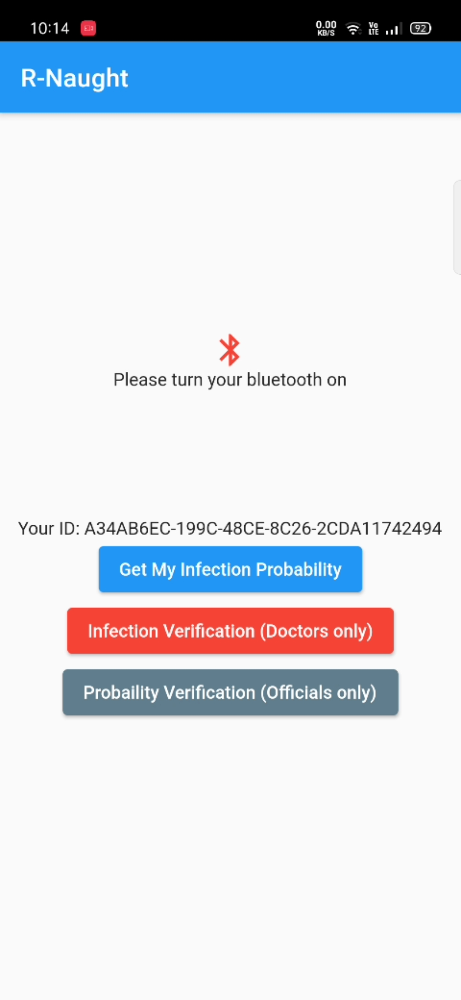 10:14
0.00
KB/S
Vo
LTE
92
R-Naught
Please turn your bluetooth on
Your ID: A34AB6EC-199C-48CE-8C26-2CDA11742494
Get My Infection Probability
Infection Verification (Doctors only)
Probaility Verification (Officials only)